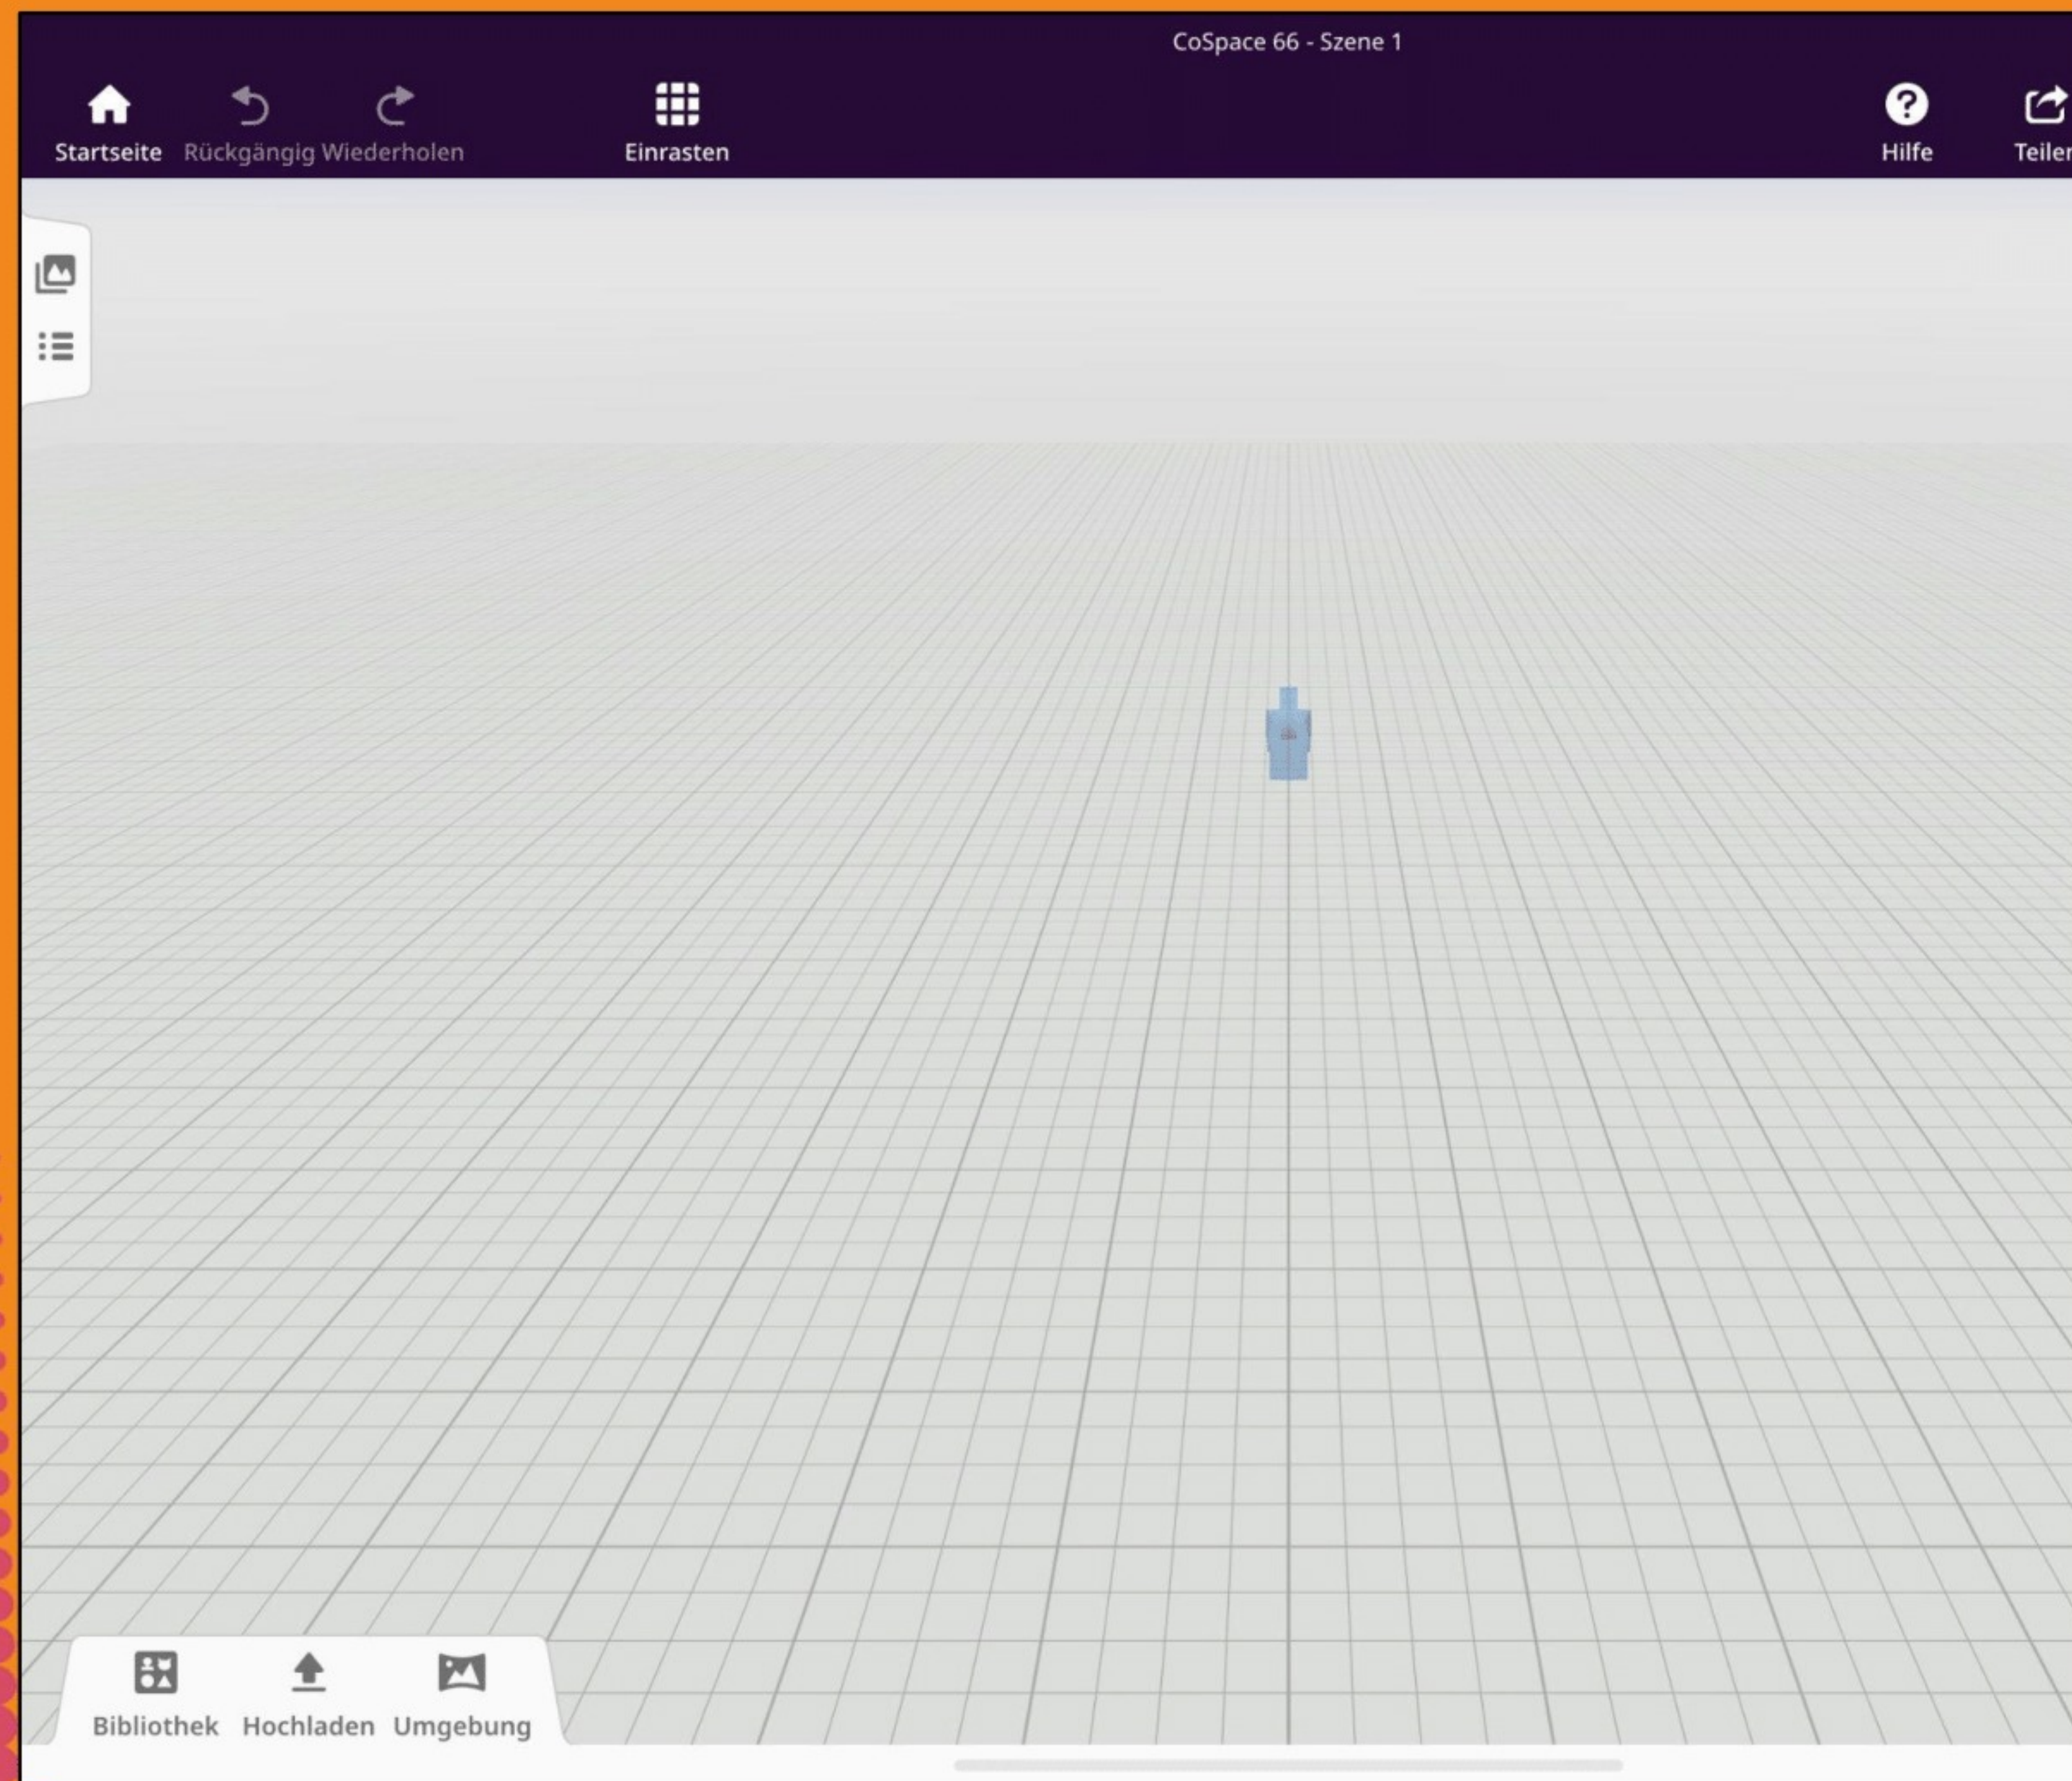 CoSpace 66 - Szene 1
Startseite Rückgängig Wiederholen Einrasten Hilfe
Bibliothek Hochladen Umgebung